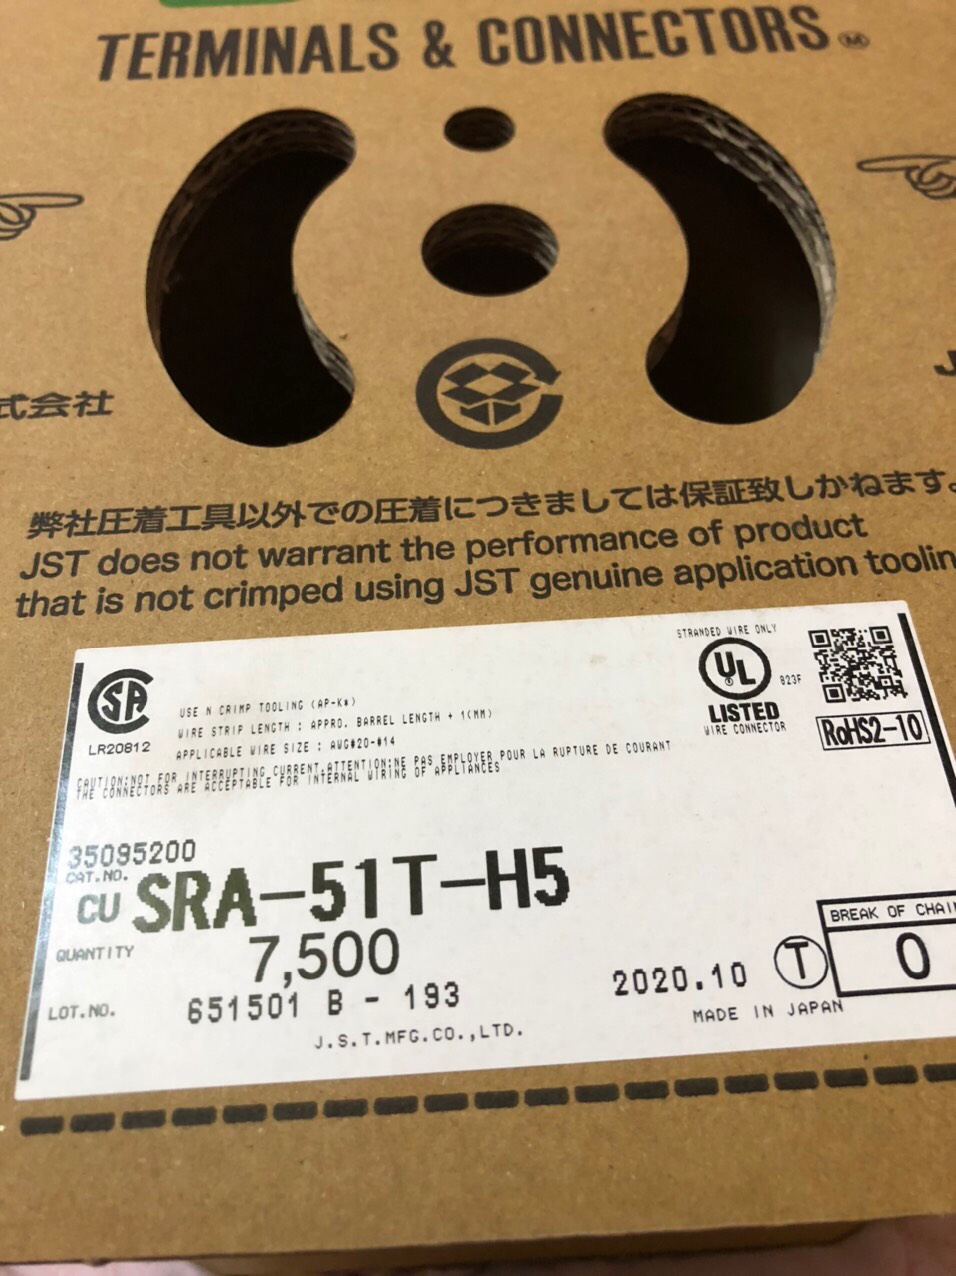 TERMINALS & CONNECTORS
式会社
弊社圧着工具以外での圧着につきましては保証致しかねます。
JST does not warrant the performance of product
that is not crimped using JST genuine application toolin
STRANDED WIRE ONLY
SA
LR20812
USE N CRIMP TOOLING (AP-K※)
WIRE STRIP LENGTH : APPRO. BARREL LENGTH + 1(MM)
APPLICABLE WIRE SIZE : AWG#20-#14
UL
823F
LISTED
WIRE CONNECTOR
RoHS2-10
CAUTION:NOT FOR INTERRUPTING CURRENT.ATTENTION:NE PAS EMPLOYER POUR LA RUPTURE DE COURANT
THE CONNECTORS ARE ACCEPTABLE FOR INTERNAL WIRING OF APPLIANCES
35095200
CAT.NO.
CU SRA-51T-H5
QUANTITY 7,500
LOT.NO. 651501 B - 193
2020.10 T
BREAK OF CHAI
0
MADE IN JAPAN
J.S.T.MFG.CO.,LTD.